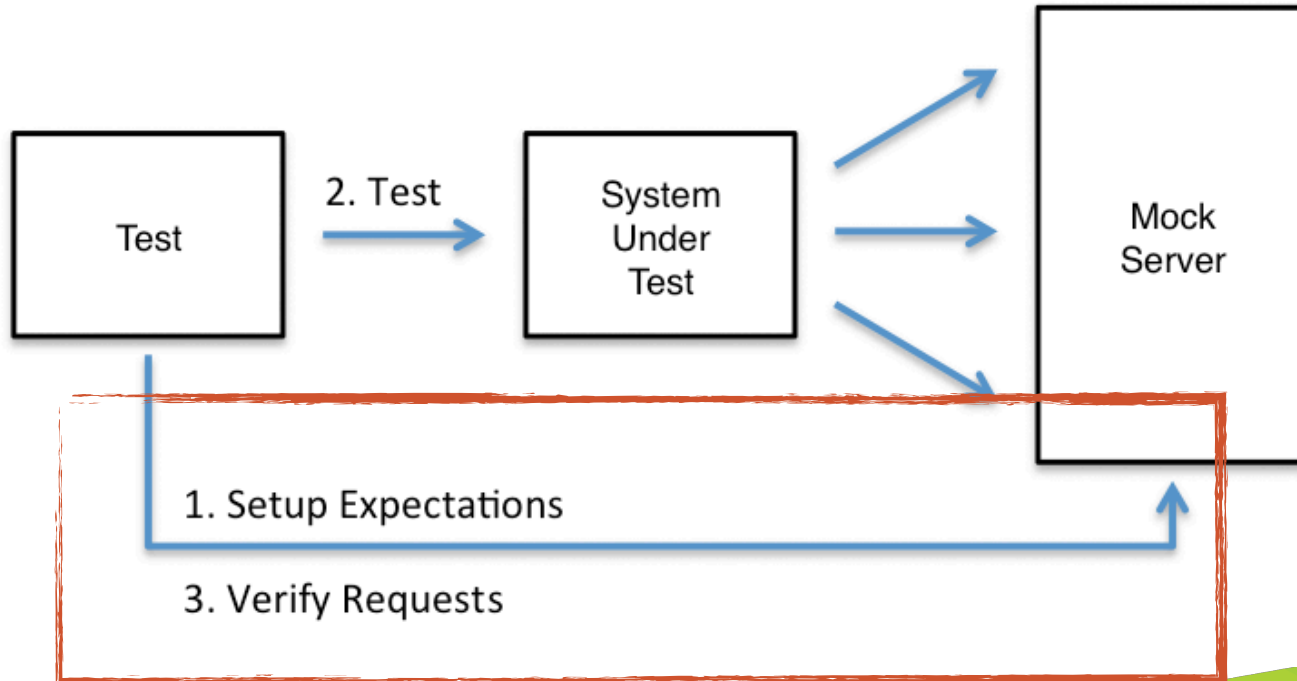 Test
2. Test
System
Under
Test
Mock
Server
1. Setup Expectations
3. Verify Requests